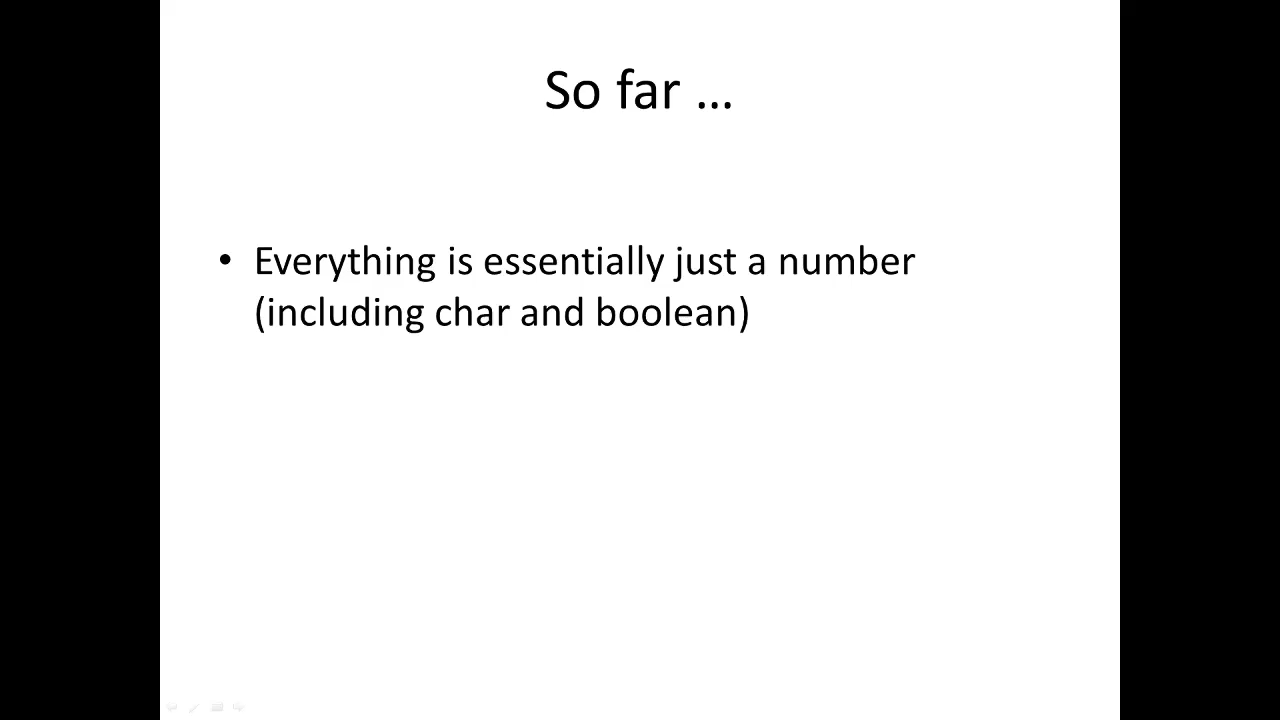 So far …
• Everything is essentially just a number
(including char and boolean)